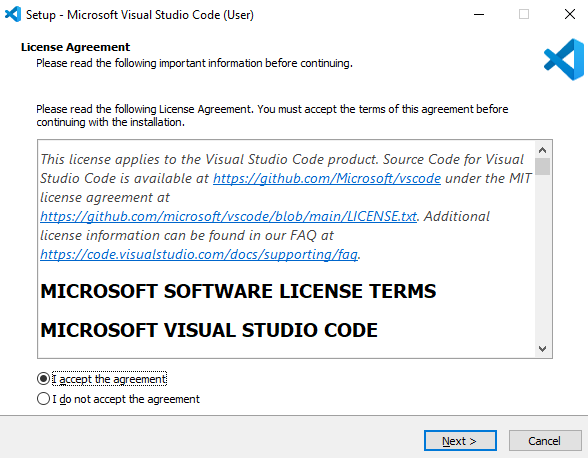 Setup - Microsoft Visual Studio Code (User)
License Agreement
Please read the following important information before continuing.
Please read the following License Agreement. You must accept the terms of this agreement before
continuing with the installation.
This license applies to the Visual Studio Code product. Source Code for Visual
Studio Code is available at https://github.com/Microsoft/vscode under the MIT
license agreement at
https://github.com/microsoft/vscode/blob/main/LICENSE.txt. Additional
license information can be found in our FAQ at
https://code.visualstudio.com/docs/supporting/faq.
MICROSOFT SOFTWARE LICENSE TERMS
MICROSOFT VISUAL STUDIO CODE
I accept the agreement
I do not accept the agreement
Next >
Cancel